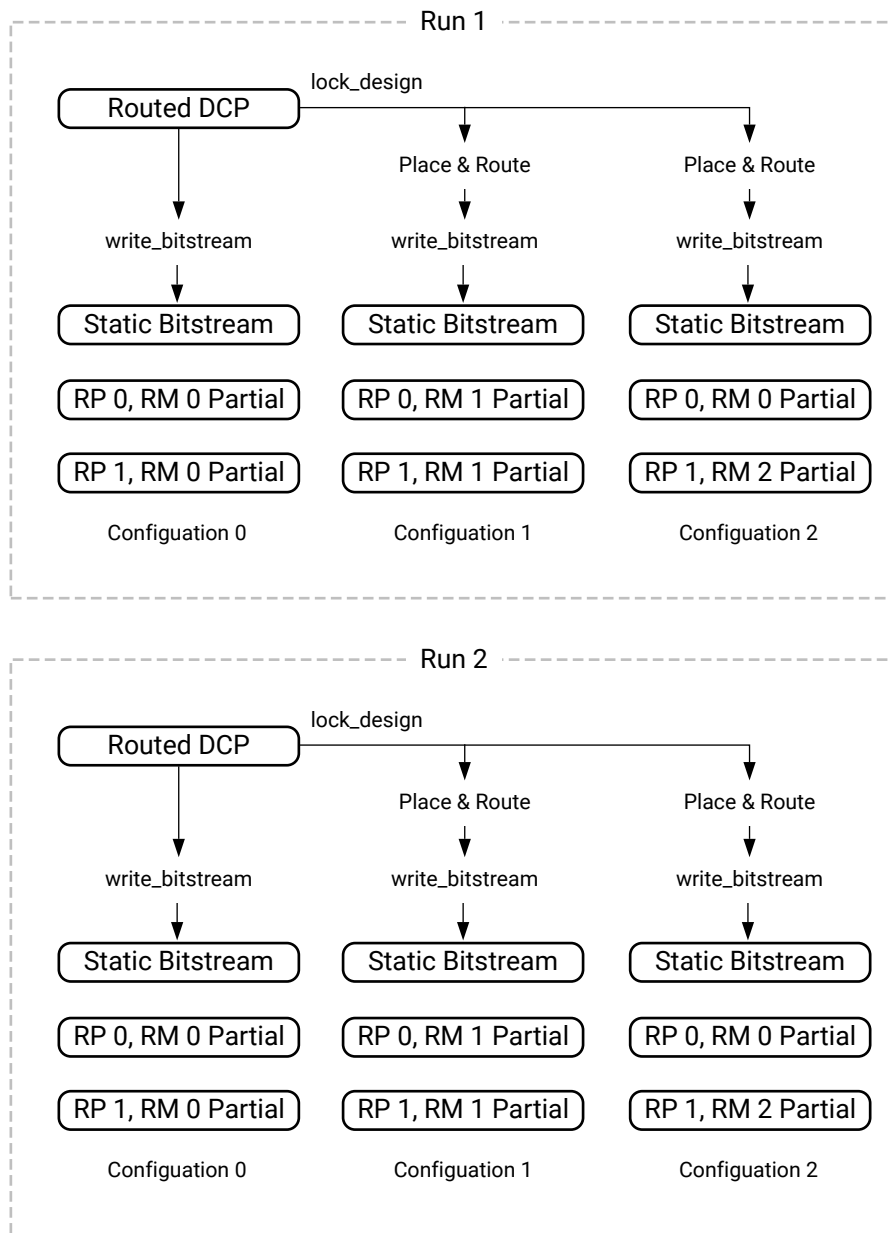 Run 1
lock_design
Routed DCP
Place & Route Place & Route
write_bitstream write_bitstream write_bitstream
Static Bitstream Static Bitstream Static Bitstream
RP 0, RM 0 Partial RP 0, RM 1 Partial RP 0, RM 0 Partial
RP 1, RM 0 Partial RP 1, RM 1 Partial RP 1, RM 2 Partial
Configuation 0 Configuation 1 Configuation 2
Run 2
lock_design
Routed DCP
Place & Route Place & Route
write_bitstream write_bitstream write_bitstream
Static Bitstream Static Bitstream Static Bitstream
RP 0, RM 0 Partial RP 0, RM 1 Partial RP 0, RM 0 Partial
RP 1, RM 0 Partial RP 1, RM 1 Partial RP 1, RM 2 Partial
Configuation 0 Configuation 1 Configuation 2